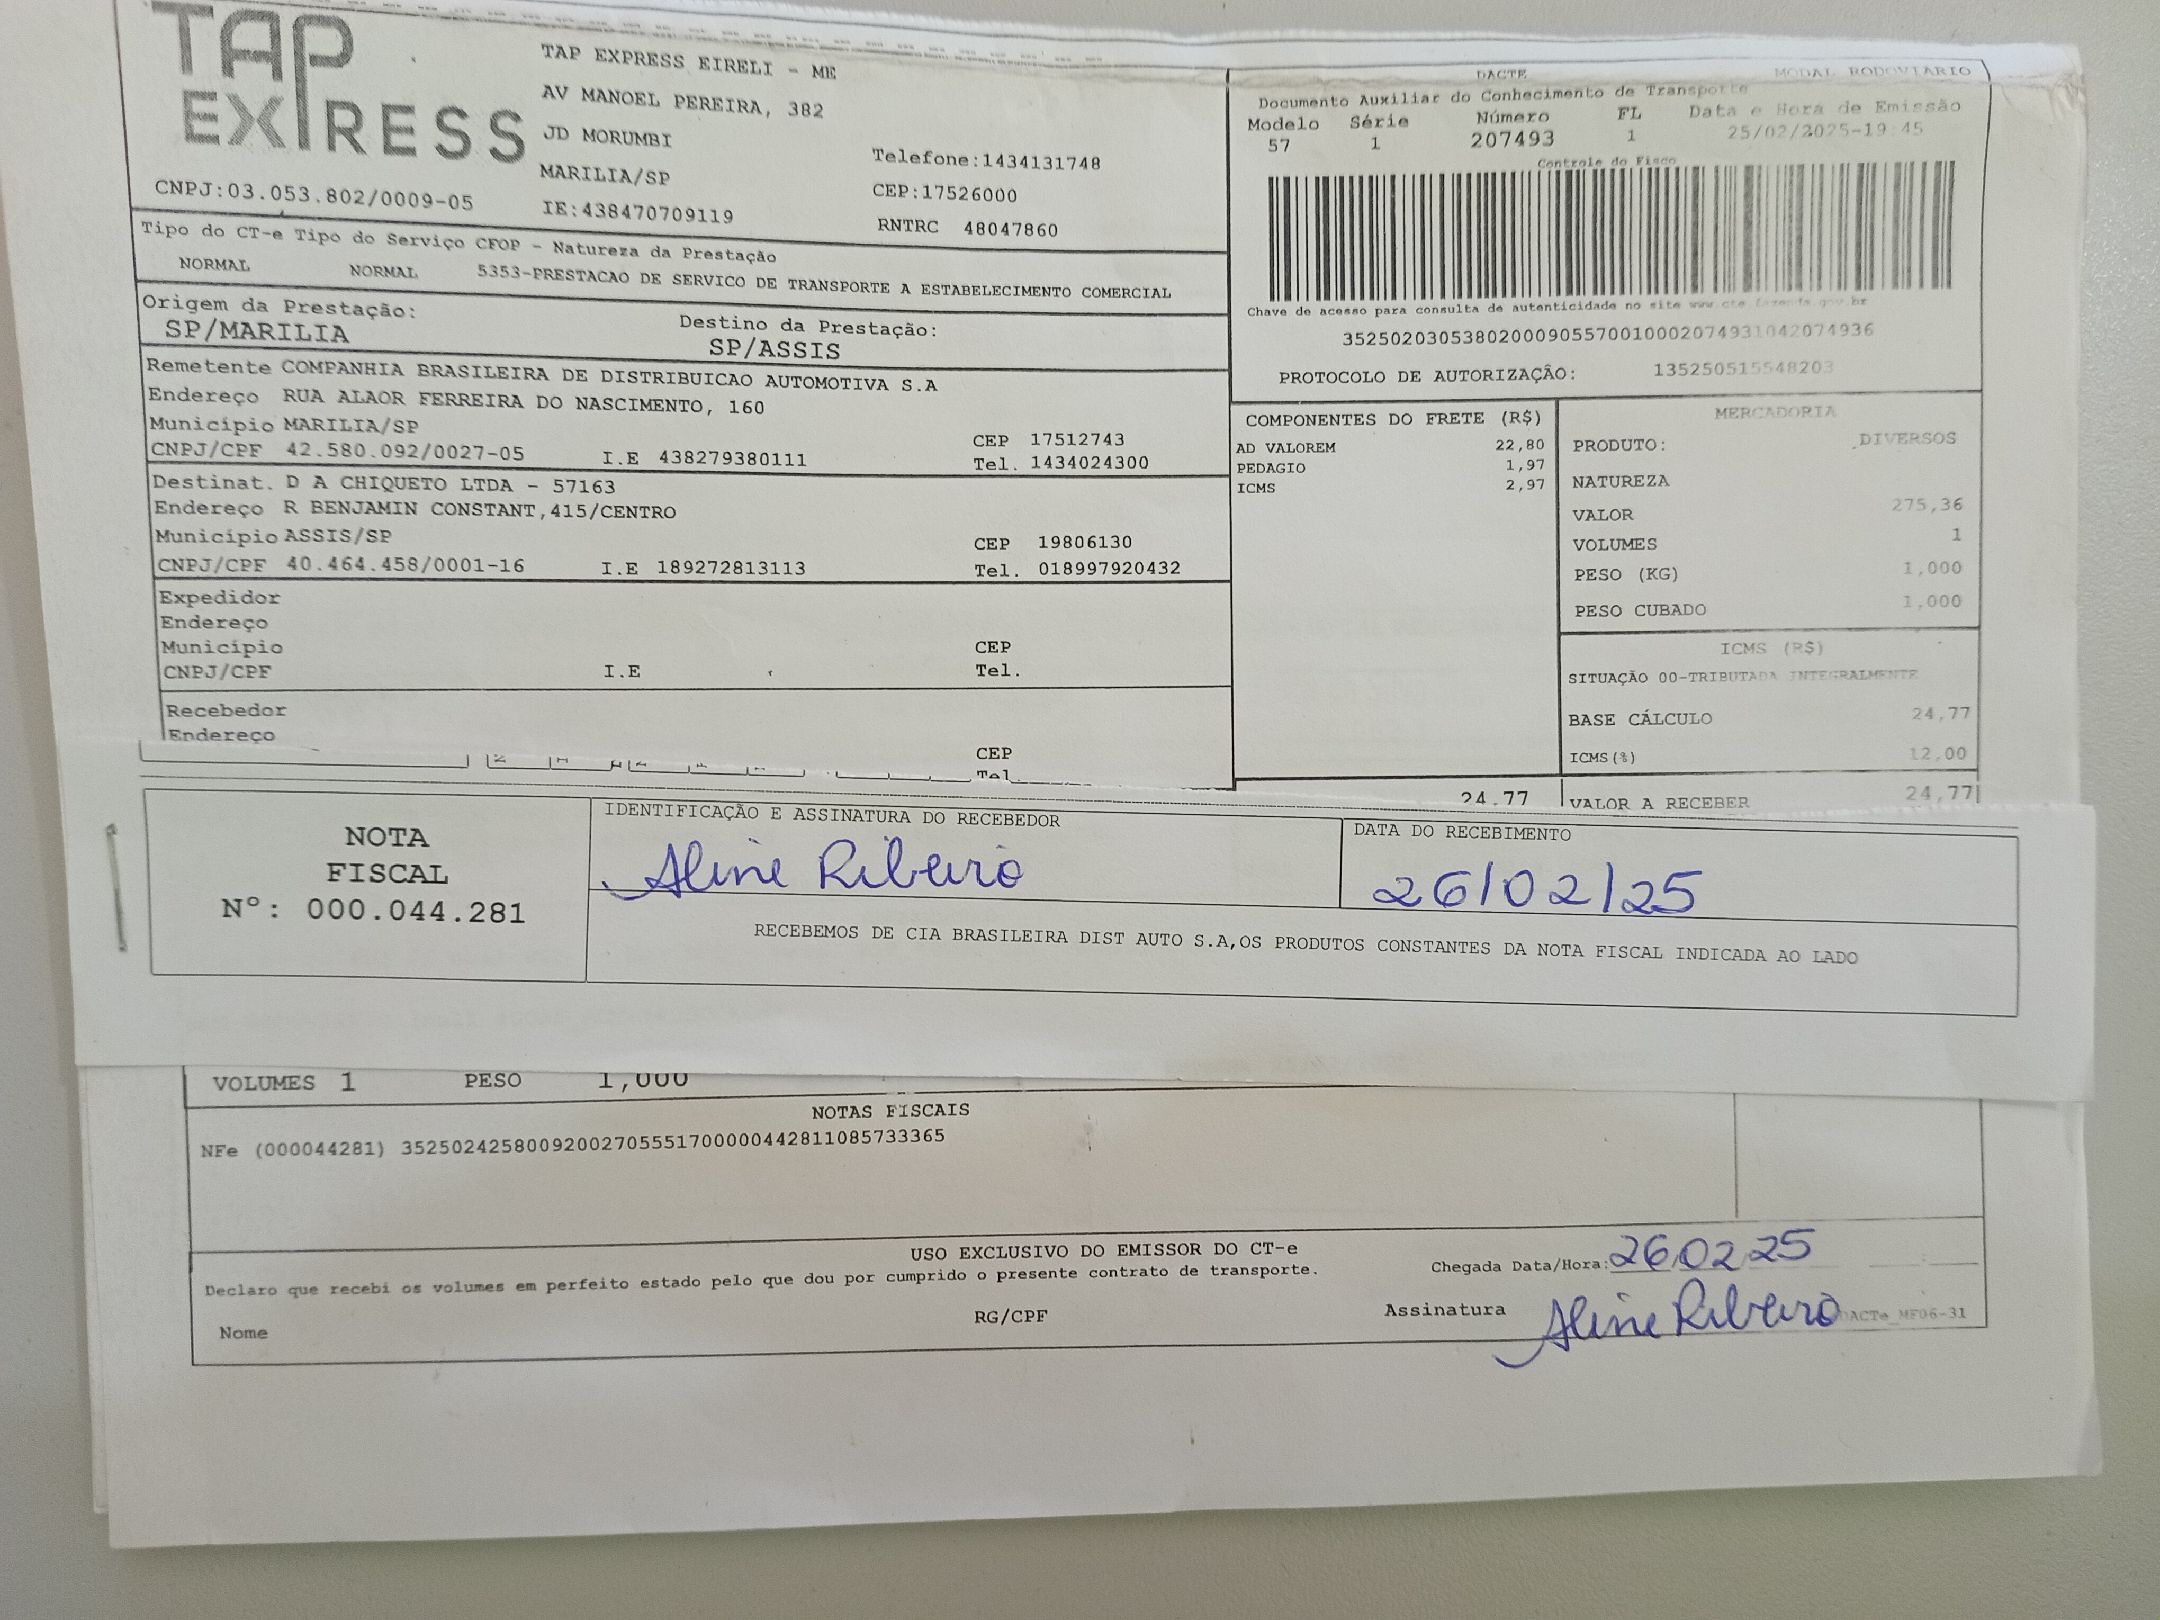 TAP
EXPRESS
TAP EXPRESS EIRELI - ME
AV MANOEL PEREIRA, 382
JD MORUMBI
MARILIA/SP
Telefone:1434131748
CEP:17526000
CNPJ:03.053.802/0009-05
IE:438470709119
RNTRC 48047860
Tipo do CT-e Tipo do Serviço CFOP - Natureza da Prestação
NORMAL NORMAL 5353-PRESTACAO DE SERVICO DE TRANSPORTE A ESTABELECIMENTO COMERCIAL
Origem da Prestação:
SP/MARILIA
Destino da Prestação:
SP/ASSIS
Remetente COMPANHIA BRASILEIRA DE DISTRIBUICAO AUTOMOTIVA S.A
Endereço RUA ALAOR FERREIRA DO NASCIMENTO, 160
Município MARILIA/SP CEP 17512743
CNPJ/CPF 42.580.092/0027-05 I.E 438279380111 Tel. 1434024300
Destinat. D A CHIQUETO LTDA - 57163
Endereço R BENJAMIN CONSTANT,415/CENTRO
Município ASSIS/SP CEP 19806130
CNPJ/CPF 40.464.458/0001-16 I.E 189272813113 Tel. 018997920432
Expedidor
Endereço
Município CEP
CNPJ/CPF I.E Tel.
Recebedor
Endereço
CEP
Tel
DACTE MODAL RODOVIARIO
Documento Auxiliar do Conhecimento de Transporte
Modelo Série Número FL Data e Hora de Emissão
57 1 207493 1 25/02/2025-19:45
Controle do Fisco
Chave de acesso para consulta de autenticidade no site www.cte.fazenda.gov.br
35250203053802000905570010002074931042074936
PROTOCOLO DE AUTORIZAÇÃO: 135250515548203
COMPONENTES DO FRETE (R$)
AD VALOREM 22,80
PEDAGIO 1,97
ICMS 2,97
24,77
MERCADORIA
PRODUTO: DIVERSOS
NATUREZA
VALOR 275,36
VOLUMES 1
PESO (KG) 1,000
PESO CUBADO 1,000
ICMS (R$)
SITUAÇÃO 00-TRIBUTADA INTEGRALMENTE
BASE CÁLCULO 24,77
ICMS(%) 12,00
VALOR A RECEBER 24,77
NOTA
FISCAL
Nº: 000.044.281
IDENTIFICAÇÃO E ASSINATURA DO RECEBEDOR
Aline Ribeiro
DATA DO RECEBIMENTO
26/02/25
RECEBEMOS DE CIA BRASILEIRA DIST AUTO S.A,OS PRODUTOS CONSTANTES DA NOTA FISCAL INDICADA AO LADO
VOLUMES 1 PESO 1,000
NOTAS FISCAIS
NFe (000044281) 35250242580092002705551700000442811085733365
USO EXCLUSIVO DO EMISSOR DO CT-e
Declaro que recebi os volumes em perfeito estado pelo que dou por cumprido o presente contrato de transporte.
Chegada Data/Hora: 26 02 25
Nome RG/CPF Assinatura Aline Ribeiro
DACTe_MF06-31